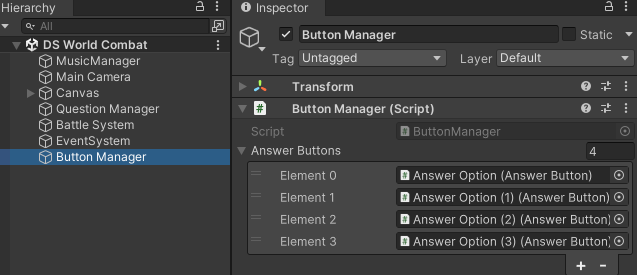 Hierarchy
All
DS World Combat
MusicManager
Main Camera
Canvas
Question Manager
Battle System
EventSystem
Button Manager
Inspector
Button Manager
Static
Tag Untagged Layer Default
Transform
Button Manager (Script)
Script ButtonManager
Answer Buttons 4
Element 0 Answer Option (Answer Button)
Element 1 Answer Option (1) (Answer Button)
Element 2 Answer Option (2) (Answer Button)
Element 3 Answer Option (3) (Answer Button)
+ -